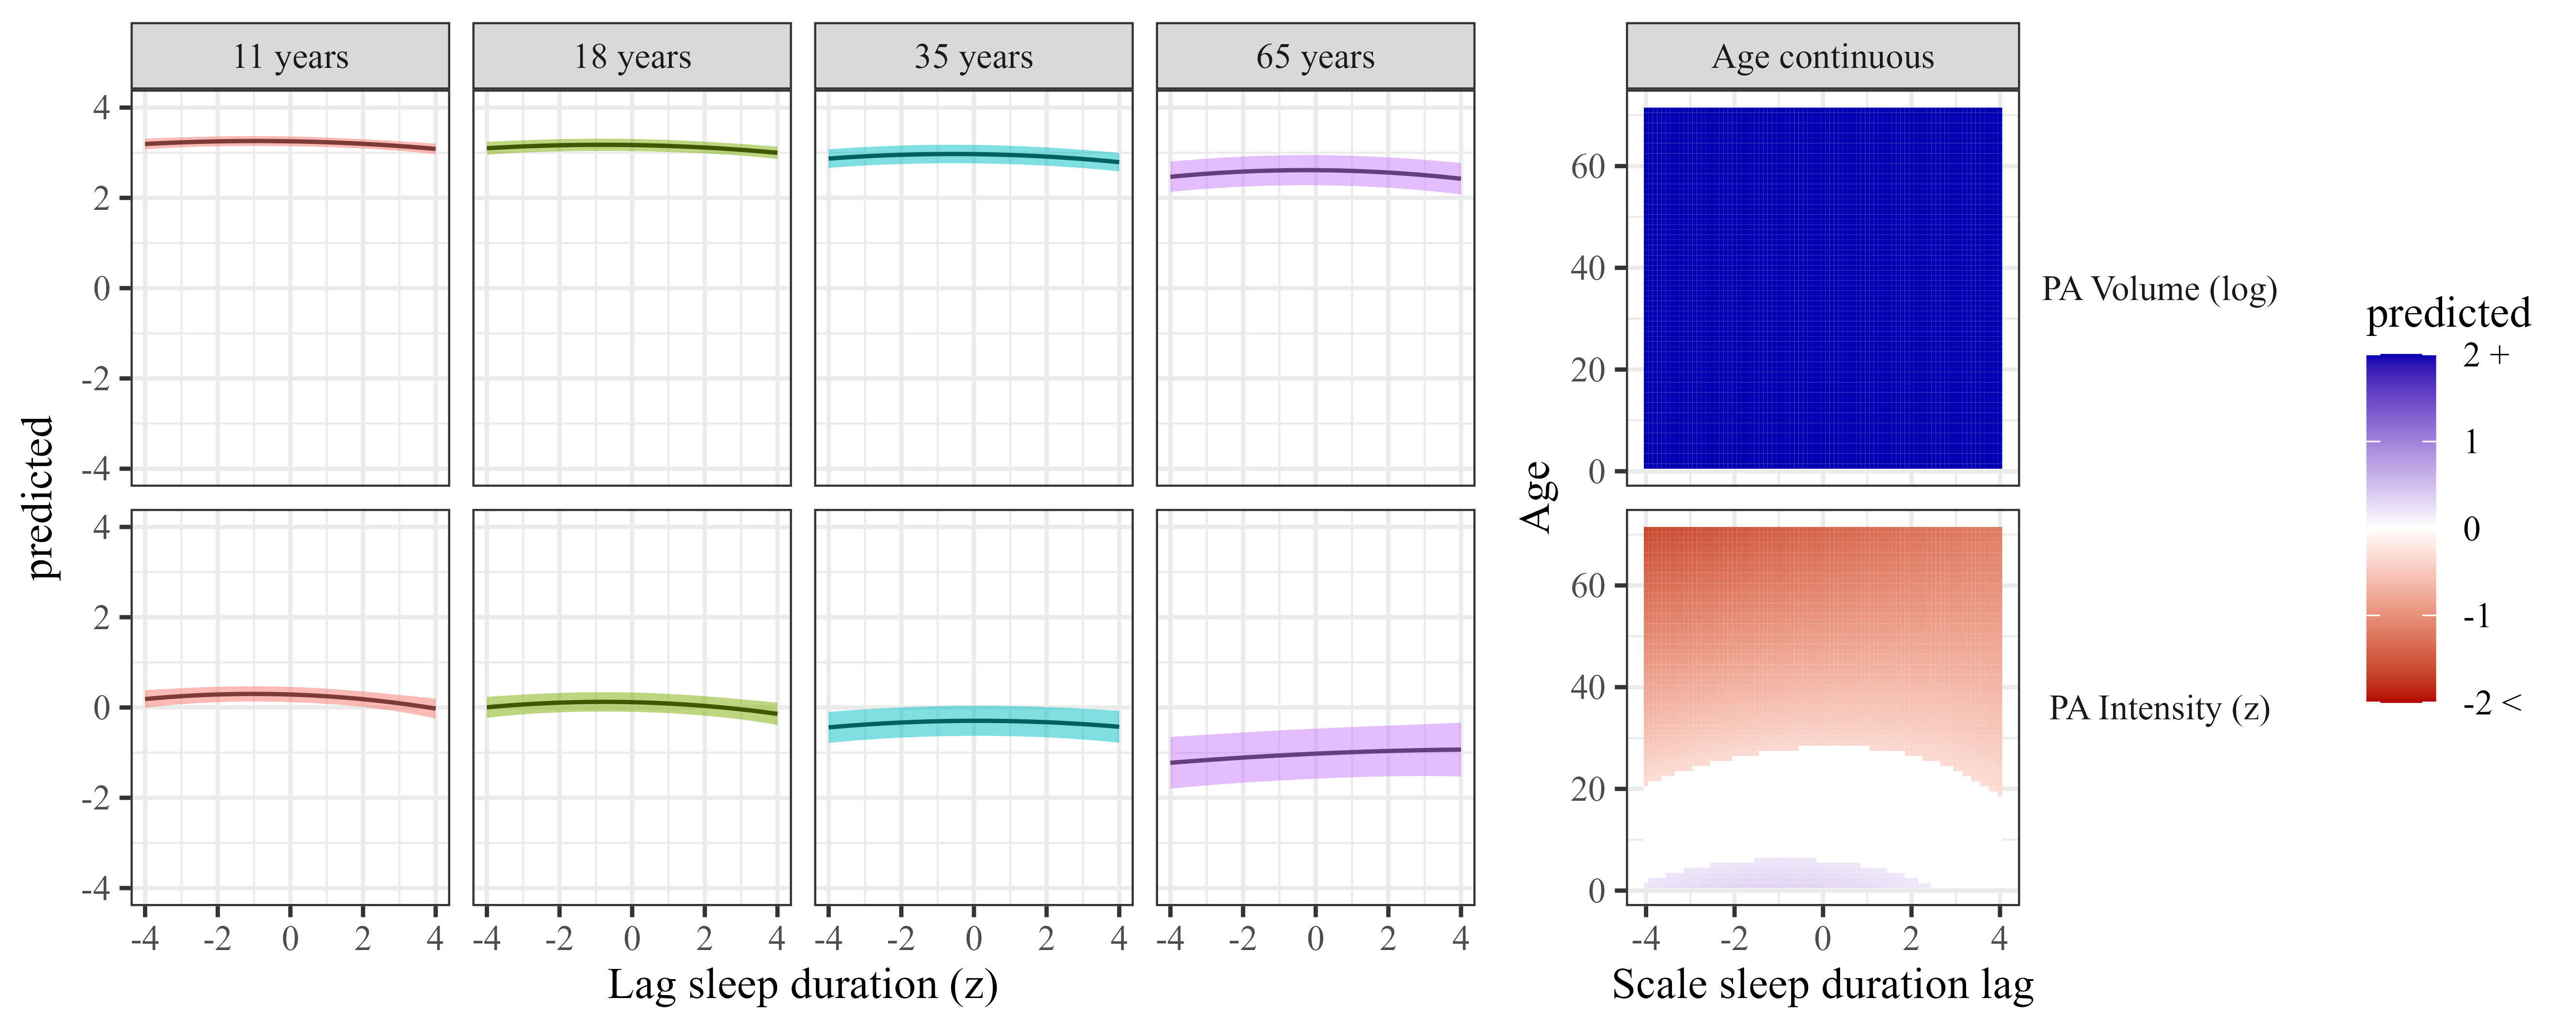 11 years
18 years
35 years
65 years
Age continuous
predicted
4
2
0
-2
-4
Age
60
40
20
0
PA Volume (log)
4
2
0
-2
-4
60
40
20
0
PA Intensity (z)
predicted
2 +
1
0
-1
-2 <
-4 -2 0 2 4
-4 -2 0 2 4
-4 -2 0 2 4
-4 -2 0 2 4
-4 -2 0 2 4
Lag sleep duration (z)
Scale sleep duration lag